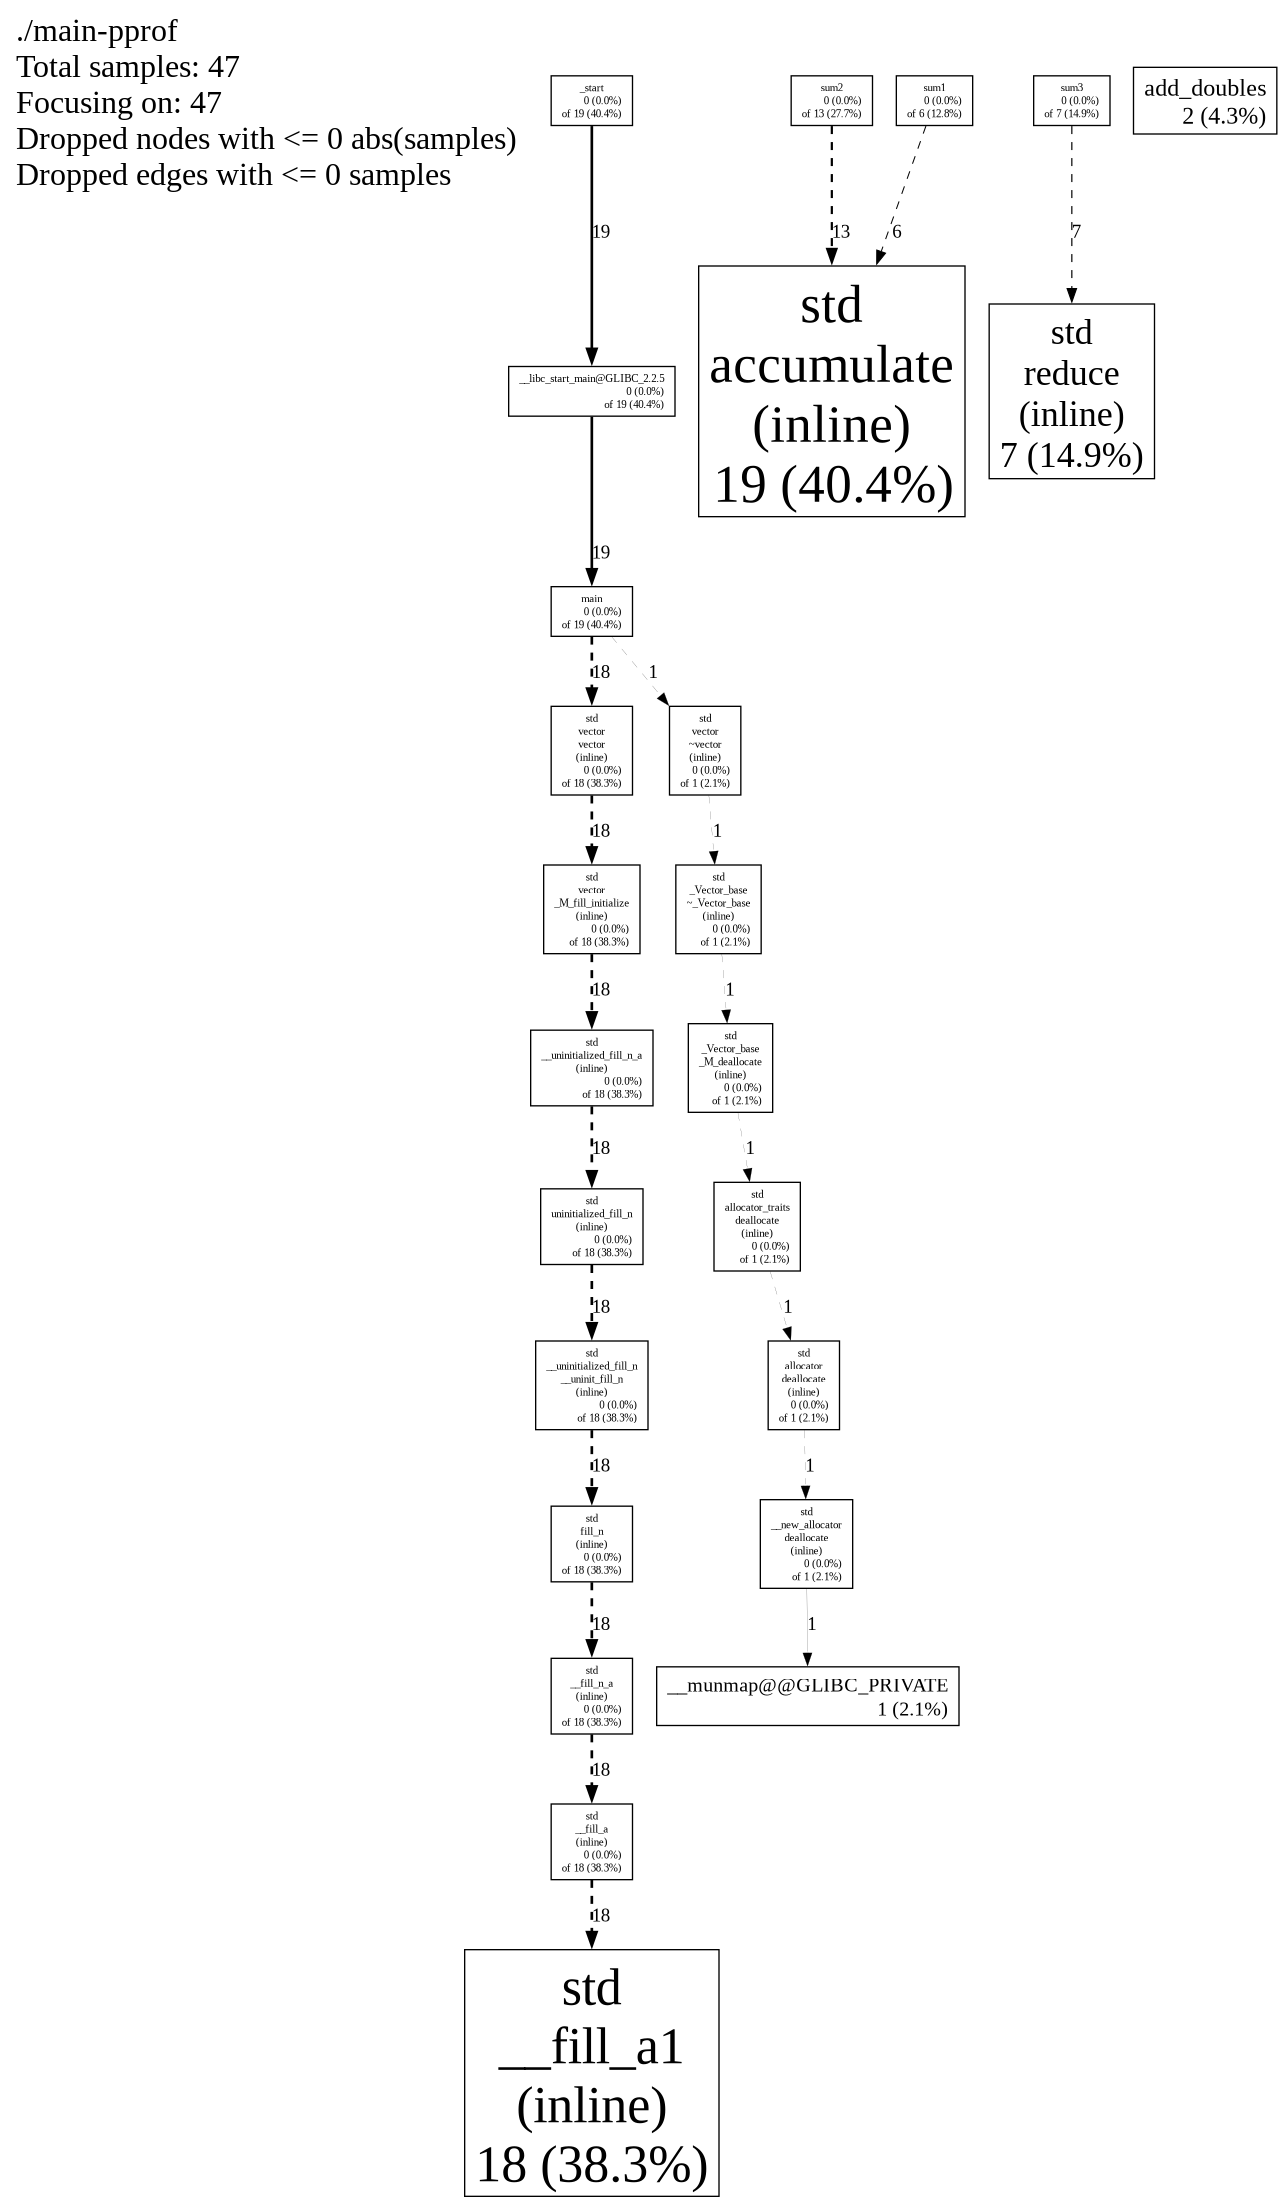 ./main-pprof
Total samples: 47
Focusing on: 47
Dropped nodes with <= 0 abs(samples)
Dropped edges with <= 0 samples
_start
0 (0.0%)
of 19 (40.4%)
sum2
0 (0.0%)
of 13 (27.7%)
sum1
0 (0.0%)
of 6 (12.8%)
sum3
0 (0.0%)
of 7 (14.9%)
add_doubles
2 (4.3%)
19
13
6
7
std
accumulate
(inline)
19 (40.4%)
std
reduce
(inline)
7 (14.9%)
__libc_start_main@GLIBC_2.2.5
0 (0.0%)
of 19 (40.4%)
19
main
0 (0.0%)
of 19 (40.4%)
18
1
std
vector
vector
(inline)
0 (0.0%)
of 18 (38.3%)
std
vector
~vector
(inline)
0 (0.0%)
of 1 (2.1%)
18
1
std
vector
_M_fill_initialize
(inline)
0 (0.0%)
of 18 (38.3%)
std
_Vector_base
~_Vector_base
(inline)
0 (0.0%)
of 1 (2.1%)
18
1
std
__uninitialized_fill_n_a
(inline)
0 (0.0%)
of 18 (38.3%)
std
_Vector_base
_M_deallocate
(inline)
0 (0.0%)
of 1 (2.1%)
18
1
std
uninitialized_fill_n
(inline)
0 (0.0%)
of 18 (38.3%)
std
allocator_traits
deallocate
(inline)
0 (0.0%)
of 1 (2.1%)
18
1
std
__uninitialized_fill_n
__uninit_fill_n
(inline)
0 (0.0%)
of 18 (38.3%)
std
allocator
deallocate
(inline)
0 (0.0%)
of 1 (2.1%)
18
1
std
fill_n
(inline)
0 (0.0%)
of 18 (38.3%)
std
__new_allocator
deallocate
(inline)
0 (0.0%)
of 1 (2.1%)
18
1
std
__fill_n_a
(inline)
0 (0.0%)
of 18 (38.3%)
__munmap@@GLIBC_PRIVATE
1 (2.1%)
18
std
__fill_a
(inline)
0 (0.0%)
of 18 (38.3%)
18
std
__fill_a1
(inline)
18 (38.3%)